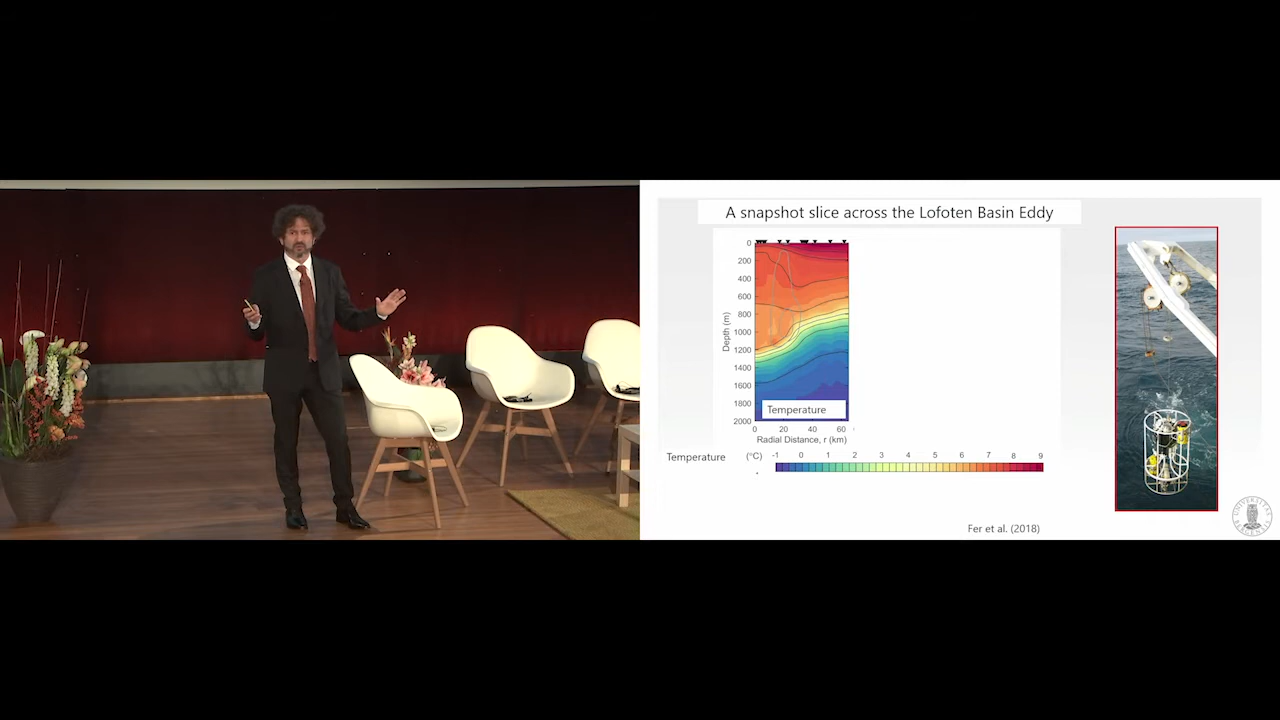 A snapshot slice across the Lofoten Basin Eddy
0
200
400
600
800
1000
1200
1400
1600
1800
2000
Depth (m)
Temperature
0 20 40 60
Radial Distance, r (km)
Temperature (°C) -1 0 1 2 3 4 5 6 7 8 9
Fer et al. (2018)